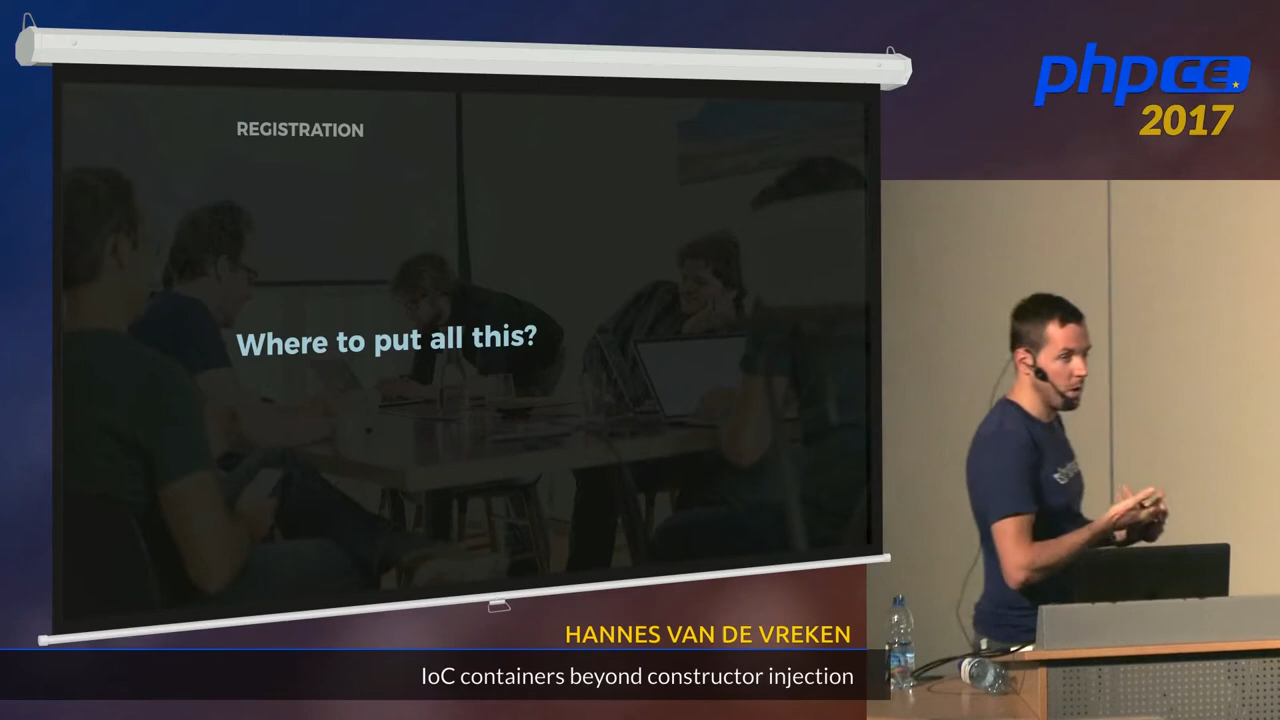 phpCE
2017
REGISTRATION
Where to put all this?
HANNES VAN DE VREKEN
IoC containers beyond constructor injection